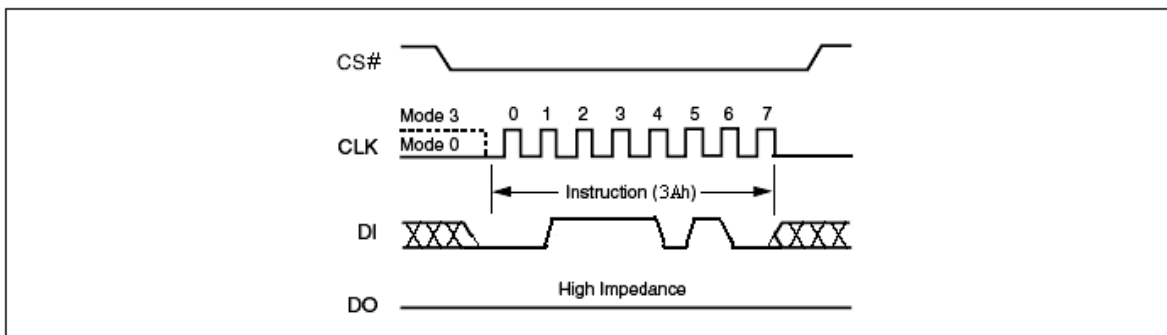 CS#
Mode 3 0 1 2 3 4 5 6 7
CLK Mode 0
Instruction (3Ah)
DI
High Impedance
DO